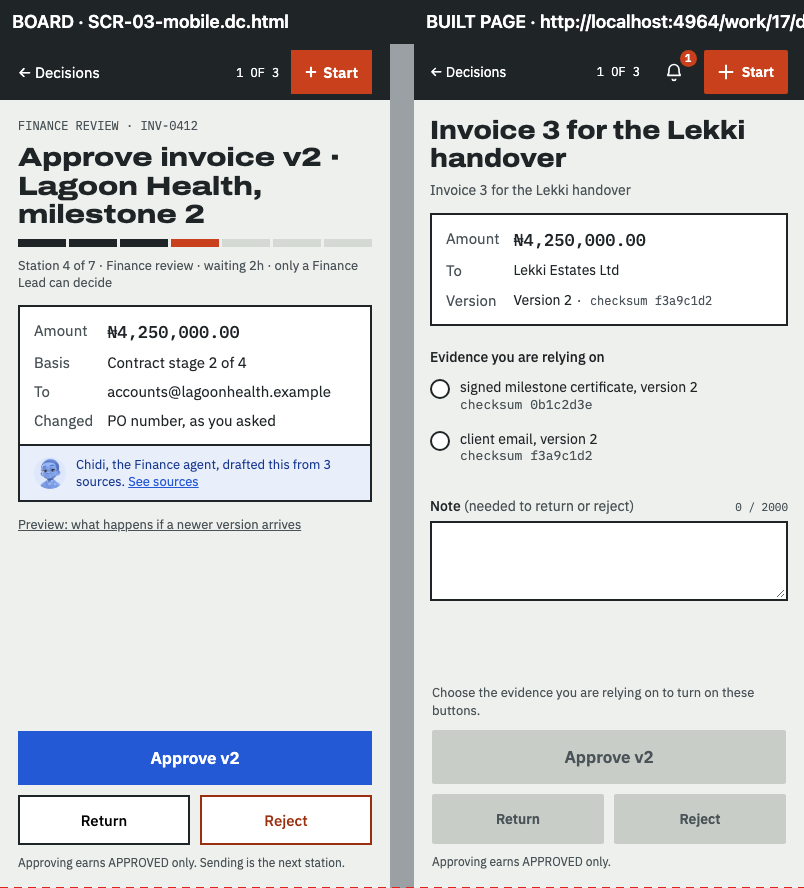 BOARD · SCR-03-mobile.dc.html
← Decisions
1 OF 3
+ Start
FINANCE REVIEW · INV-0412
Approve invoice v2 ·
Lagoon Health,
milestone 2
Station 4 of 7 · Finance review · waiting 2h · only a Finance
Lead can decide
Amount ₦4,250,000.00
Basis Contract stage 2 of 4
To accounts@lagoonhealth.example
Changed PO number, as you asked
Chidi, the Finance agent, drafted this from 3
sources. See sources
Preview: what happens if a newer version arrives
Approve v2
Return
Reject
Approving earns APPROVED only. Sending is the next station.
BUILT PAGE · http://localhost:4964/work/17/d
← Decisions
1 OF 3
1
+ Start
Invoice 3 for the Lekki
handover
Invoice 3 for the Lekki handover
Amount ₦4,250,000.00
To Lekki Estates Ltd
Version Version 2 · checksum f3a9c1d2
Evidence you are relying on
signed milestone certificate, version 2
checksum 0b1c2d3e
client email, version 2
checksum f3a9c1d2
Note (needed to return or reject) 0 / 2000
Choose the evidence you are relying on to turn on these
buttons.
Approve v2
Return
Reject
Approving earns APPROVED only.